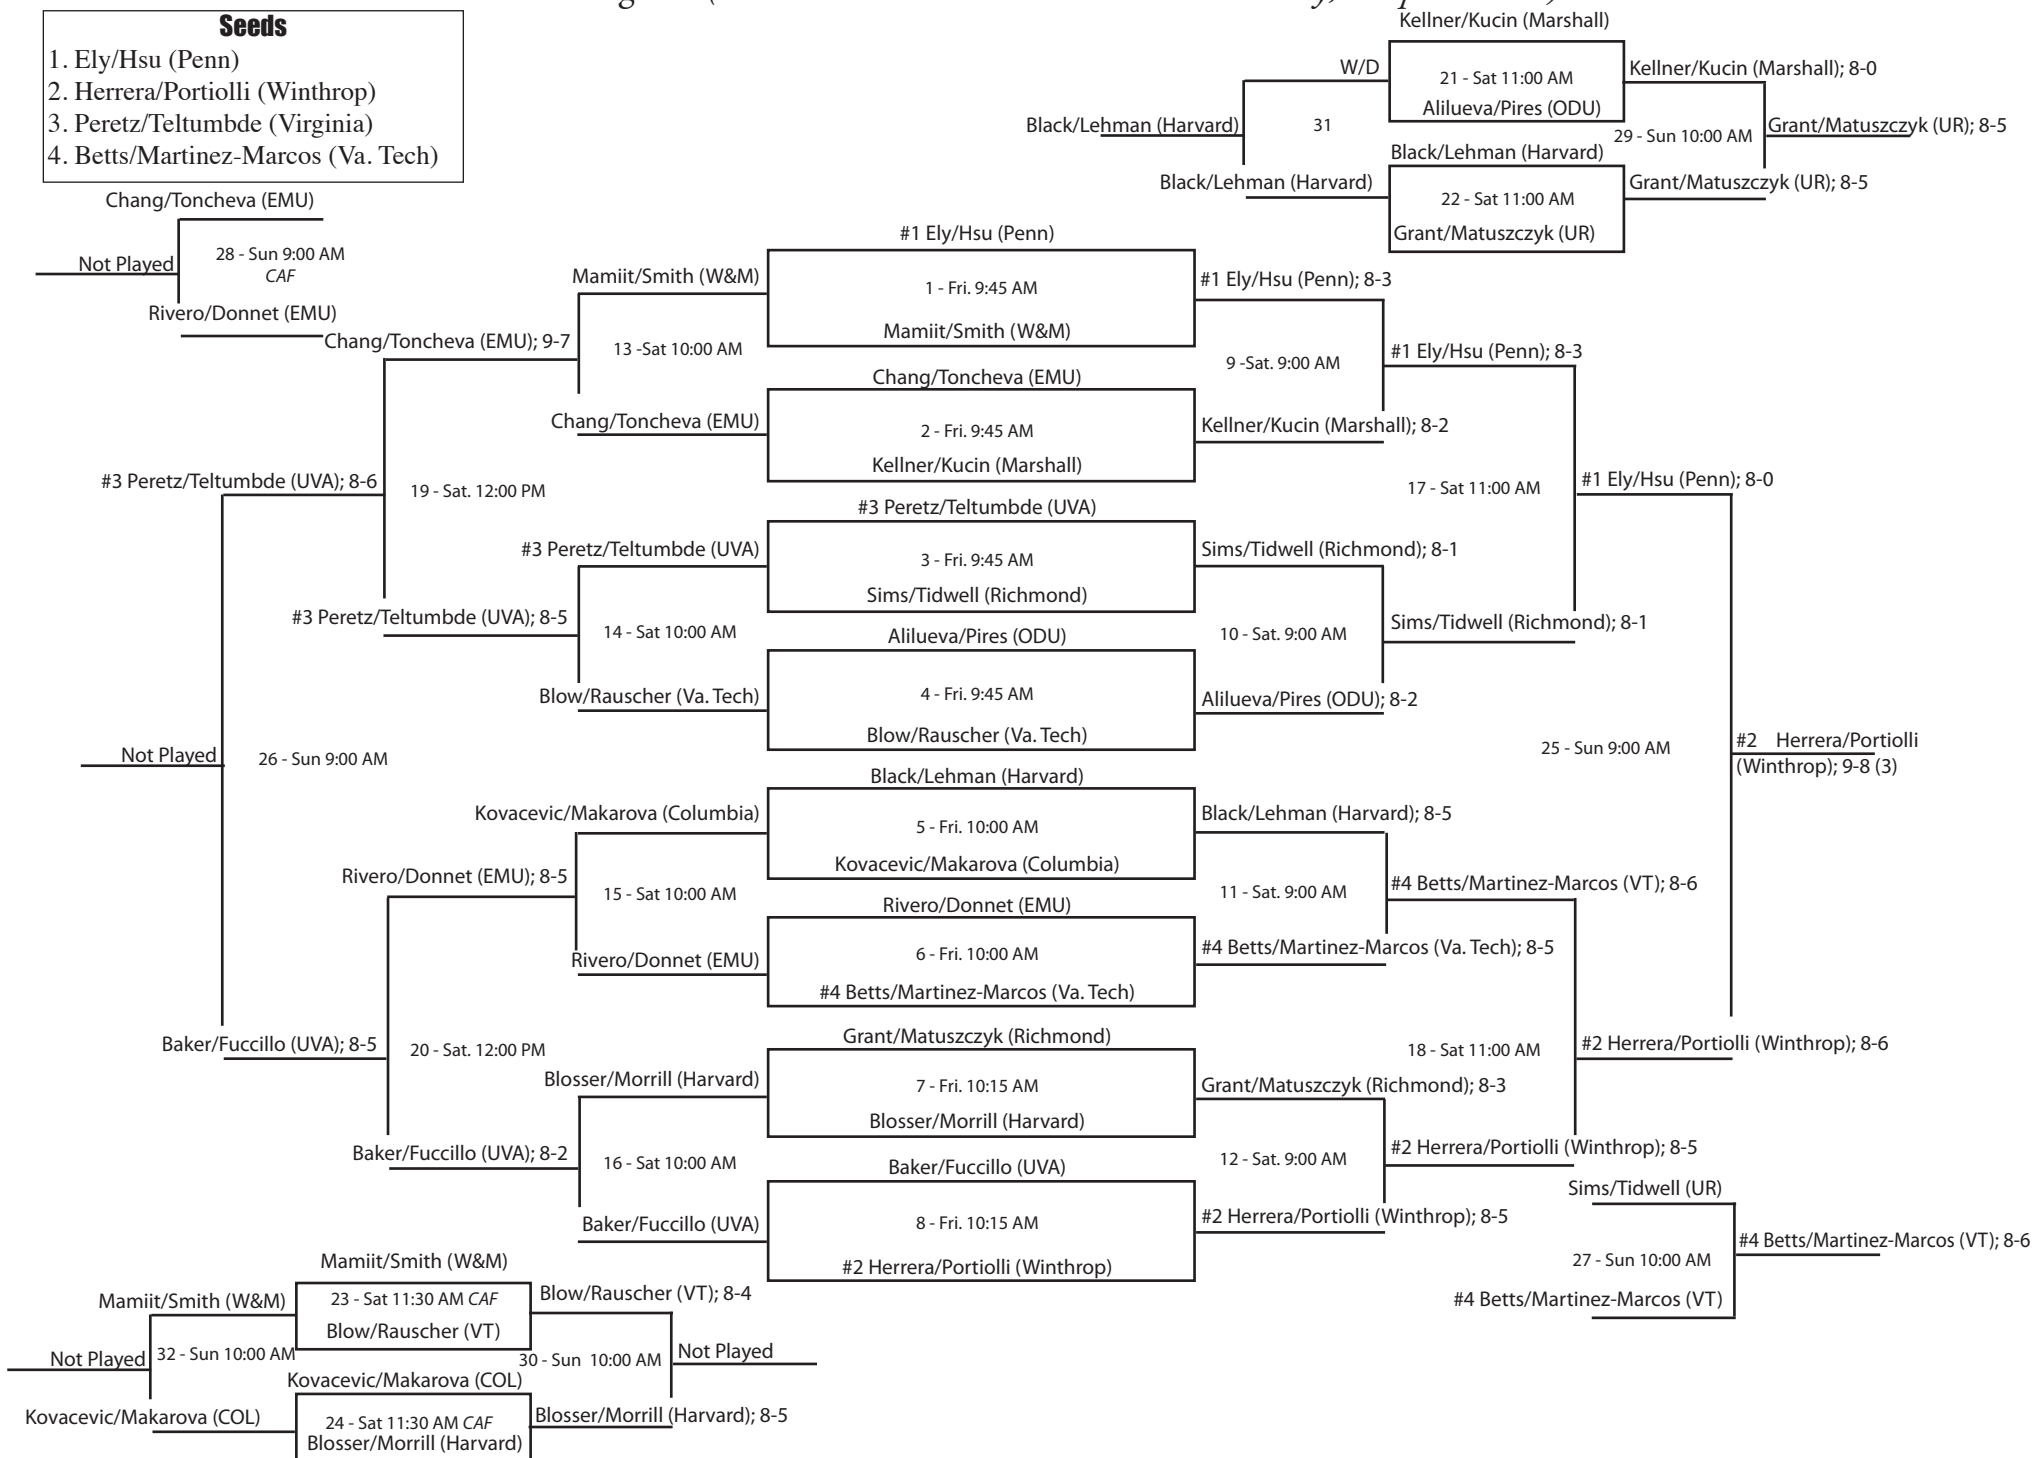 Seeds
1. Ely/Hsu (Penn)
2. Herrera/Portiolli (Winthrop)
3. Peretz/Teltumbde (Virginia)
4. Betts/Martinez-Marcos (Va. Tech)
Kellner/Kucin (Marshall)
W/D
21 - Sat 11:00 AM
Kellner/Kucin (Marshall); 8-0
Alilueva/Pires (ODU)
Black/Lehman (Harvard)
31
29 - Sun 10:00 AM
Grant/Matuszczyk (UR); 8-5
Black/Lehman (Harvard)
Black/Lehman (Harvard)
22 - Sat 11:00 AM
Grant/Matuszczyk (UR); 8-5
Grant/Matuszczyk (UR)
Chang/Toncheva (EMU)
28 - Sun 9:00 AM
CAF
Not Played
Rivero/Donnet (EMU)
#1 Ely/Hsu (Penn)
Mamiit/Smith (W&M)
1 - Fri. 9:45 AM
#1 Ely/Hsu (Penn); 8-3
Mamiit/Smith (W&M)
Chang/Toncheva (EMU); 9-7
13 -Sat 10:00 AM
9 -Sat. 9:00 AM
#1 Ely/Hsu (Penn); 8-3
Chang/Toncheva (EMU)
Chang/Toncheva (EMU)
2 - Fri. 9:45 AM
Kellner/Kucin (Marshall); 8-2
Kellner/Kucin (Marshall)
#3 Peretz/Teltumbde (UVA); 8-6
19 - Sat. 12:00 PM
17 - Sat 11:00 AM
#1 Ely/Hsu (Penn); 8-0
#3 Peretz/Teltumbde (UVA)
#3 Peretz/Teltumbde (UVA)
3 - Fri. 9:45 AM
Sims/Tidwell (Richmond); 8-1
Sims/Tidwell (Richmond)
#3 Peretz/Teltumbde (UVA); 8-5
14 - Sat 10:00 AM
Alilueva/Pires (ODU)
10 - Sat. 9:00 AM
Sims/Tidwell (Richmond); 8-1
Blow/Rauscher (Va. Tech)
4 - Fri. 9:45 AM
Alilueva/Pires (ODU); 8-2
Blow/Rauscher (Va. Tech)
Not Played
26 - Sun 9:00 AM
25 - Sun 9:00 AM
#2 Herrera/Portiolli
(Winthrop); 9-8 (3)
Black/Lehman (Harvard)
Kovacevic/Makarova (Columbia)
5 - Fri. 10:00 AM
Black/Lehman (Harvard); 8-5
Kovacevic/Makarova (Columbia)
Rivero/Donnet (EMU); 8-5
15 - Sat 10:00 AM
11 - Sat. 9:00 AM
#4 Betts/Martinez-Marcos (VT); 8-6
Rivero/Donnet (EMU)
Rivero/Donnet (EMU)
6 - Fri. 10:00 AM
#4 Betts/Martinez-Marcos (Va. Tech); 8-5
#4 Betts/Martinez-Marcos (Va. Tech)
Baker/Fuccillo (UVA); 8-5
20 - Sat. 12:00 PM
Grant/Matuszczyk (Richmond)
18 - Sat 11:00 AM
#2 Herrera/Portiolli (Winthrop); 8-6
Blosser/Morrill (Harvard)
7 - Fri. 10:15 AM
Grant/Matuszczyk (Richmond); 8-3
Blosser/Morrill (Harvard)
Baker/Fuccillo (UVA); 8-2
16 - Sat 10:00 AM
Baker/Fuccillo (UVA)
12 - Sat. 9:00 AM
#2 Herrera/Portiolli (Winthrop); 8-5
Baker/Fuccillo (UVA)
8 - Fri. 10:15 AM
#2 Herrera/Portiolli (Winthrop); 8-5
#2 Herrera/Portiolli (Winthrop)
Sims/Tidwell (UR)
27 - Sun 10:00 AM
#4 Betts/Martinez-Marcos (VT); 8-6
#4 Betts/Martinez-Marcos (VT)
Mamiit/Smith (W&M)
Mamiit/Smith (W&M)
23 - Sat 11:30 AM CAF
Blow/Rauscher (VT); 8-4
Blow/Rauscher (VT)
Not Played
32 - Sun 10:00 AM
30 - Sun 10:00 AM
Not Played
Kovacevic/Makarova (COL)
Kovacevic/Makarova (COL)
24 - Sat 11:30 AM CAF
Blosser/Morrill (Harvard); 8-5
Blosser/Morrill (Harvard)